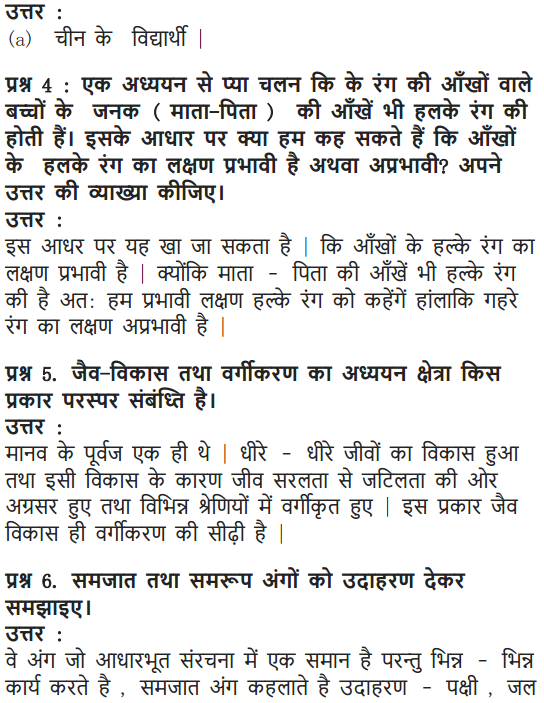 उत्तर :
(a) चीन के विद्यार्थी |
प्रश्न 4 : एक अध्ययन से प्या चलन कि के रंग की आँखों वाले
बच्चों के जनक ( माता-पिता ) की आँखें भी हलके रंग की
होती हैं। इसके आधार पर क्या हम कह सकते हैं कि आँखों
के हलके रंग का लक्षण प्रभावी है अथवा अप्रभावी? अपने
उत्तर की व्याख्या कीजिए।
उत्तर :
इस आधर पर यह खा जा सकता है | कि आँखों के हल्के रंग का
लक्षण प्रभावी है | क्योंकि माता - पिता की आँखें भी हल्के रंग
की है अतः हम प्रभावी लक्षण हल्के रंग को कहेंगें हांलाकि गहरे
रंग का लक्षण अप्रभावी है |
प्रश्न 5. जैव-विकास तथा वर्गीकरण का अध्ययन क्षेत्रा किस
प्रकार परस्पर संबंध्ति है।
उत्तर :
मानव के पूर्वज एक ही थे | धीरे - धीरे जीवों का विकास हुआ
तथा इसी विकास के कारण जीव सरलता से जटिलता की ओर
अग्रसर हुए तथा विभिन्न श्रेणियों में वर्गीकृत हुए | इस प्रकार जैव
विकास ही वर्गीकरण की सीढ़ी है |
प्रश्न 6. समजात तथा समरूप अंगों को उदाहरण देकर
समझाइए।
उत्तर :
वे अंग जो आधारभूत संरचना में एक समान है परन्तु भिन्न - भिन्न
कार्य करते है , समजात अंग कहलाते है उदाहरण - पक्षी , जल